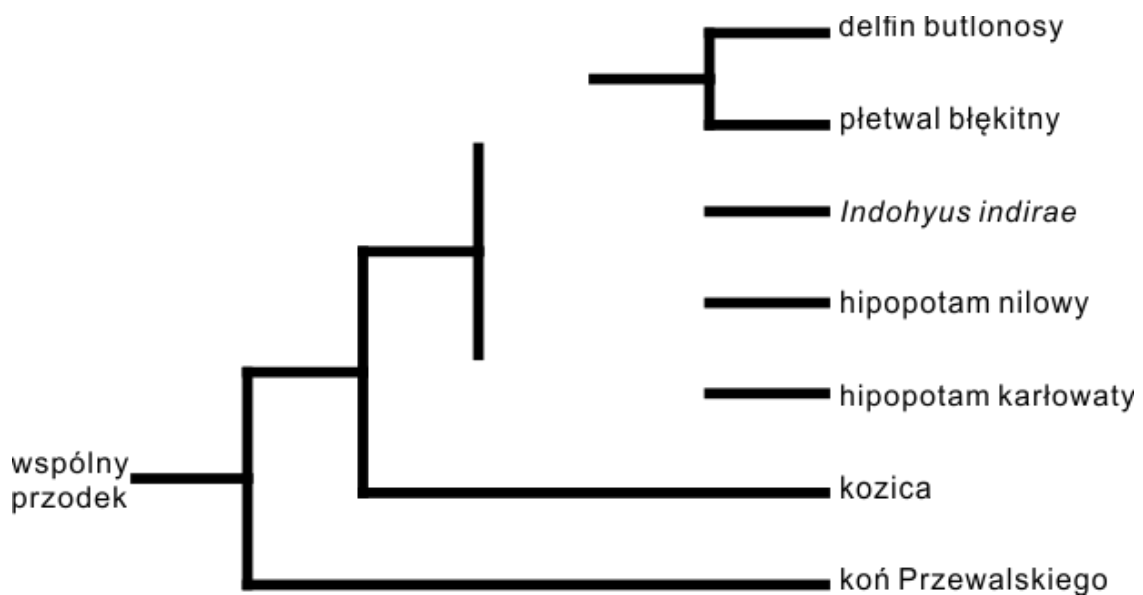 delfin butlonosy
płetwal błękitny
Indohyus indirae
hipopotam nilowy
hipopotam karłowaty
wspólny
przodek
kozica
koń Przewalskiego